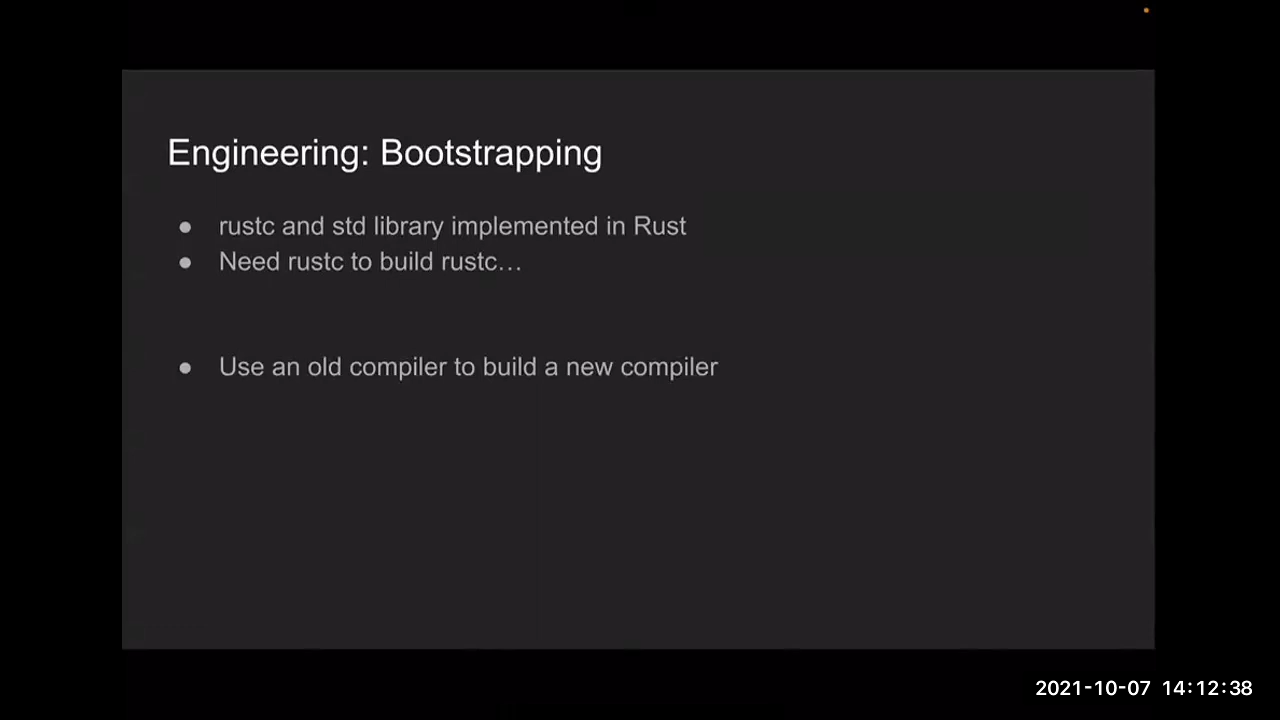 Engineering: Bootstrapping
● rustc and std library implemented in Rust
● Need rustc to build rustc…
● Use an old compiler to build a new compiler
2021-10-07 14:12:38